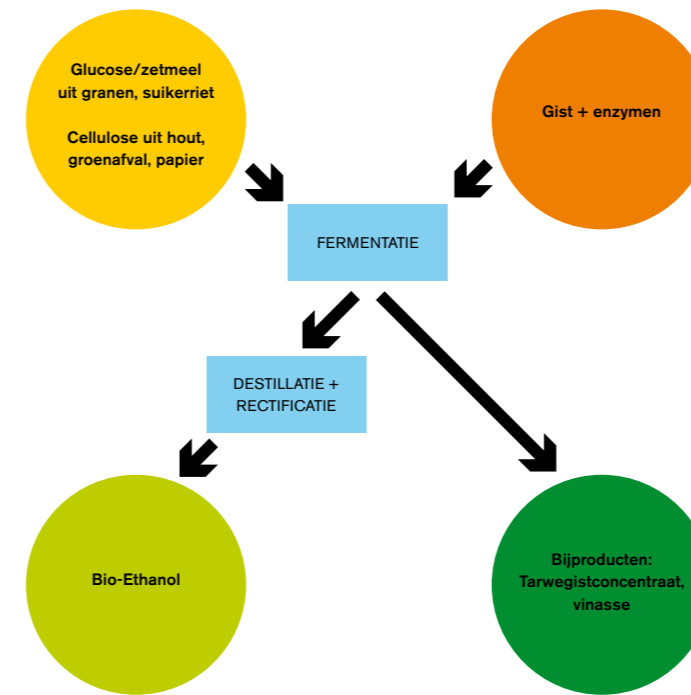 Glucose/zetmeel
uit granen, suikerriet
Cellulose uit hout,
groenafval, papier
Gist + enzymen
FERMENTATIE
DESTILLATIE +
RECTIFICATIE
Bio-Ethanol
Bijproducten:
Tarwegistconcentraat,
vinasse